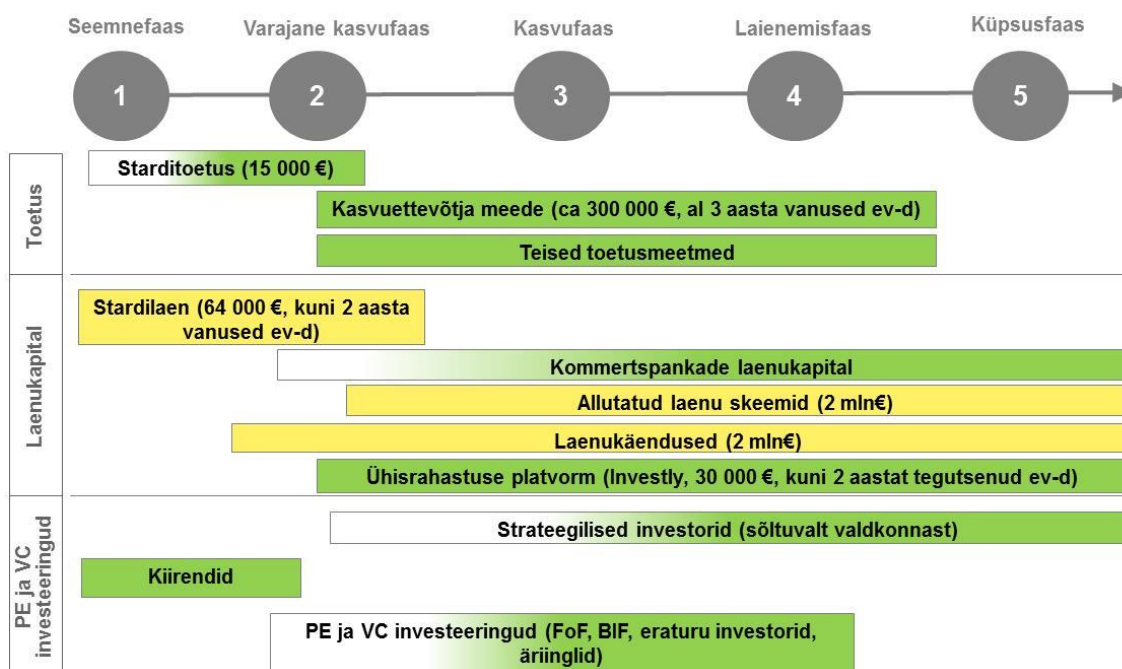 Seemnefaas
Varajane kasvufaas
Kasvufaas
Laienemisfaas
Küpsusfaas
1
2
3
4
5
Toetus
Starditoetus (15 000 €)
Kasvuettevõtja meede (ca 300 000 €, al 3 aasta vanused ev-d)
Teised toetusmeetmed
Laenukapital
Stardilaen (64 000 €, kuni 2 aasta
vanused ev-d)
Kommertspankade laenukapital
Allutatud laenu skeemid (2 mln€)
Laenukäendused (2 mln€)
Ühisrahastuse platvorm (Investly, 30 000 €, kuni 2 aastat tegutsenud ev-d)
PE ja VC
investeeringud
Strateegilised investorid (sõltuvalt valdkonnast)
Kiirendid
PE ja VC investeeringud (FoF, BIF, eraturu investorid,
äriinglid)